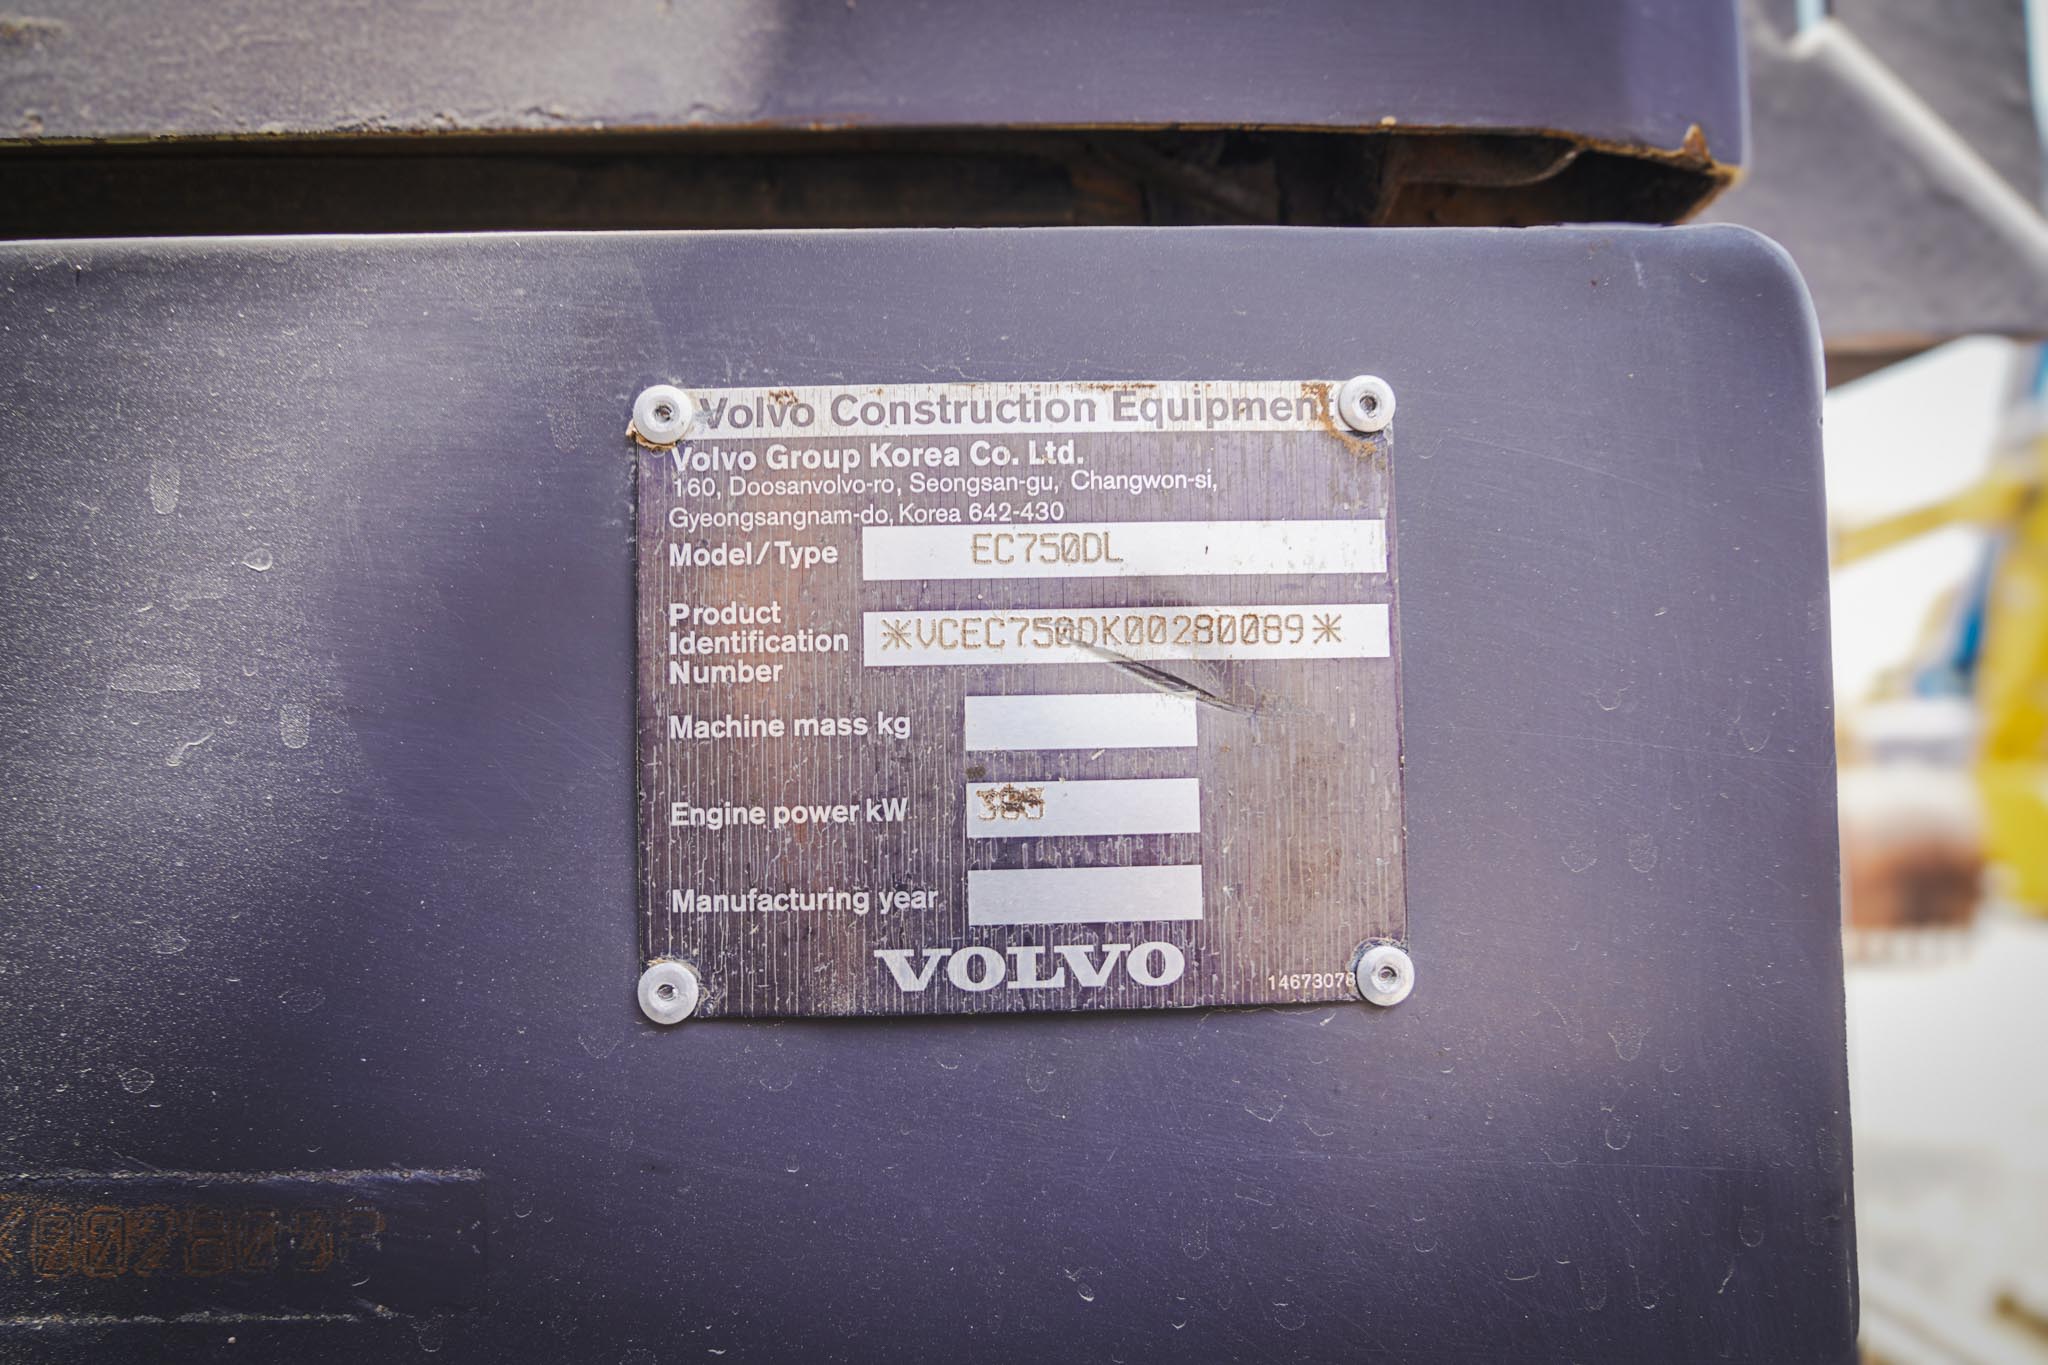 Volvo Construction Equipment
Volvo Group Korea Co. Ltd.
160, Doosanvolvo-ro, Seongsan-gu, Changwon-si,
Gyeongsangnam-do, Korea 642-430
Model/Type EC750DL
Product
Identification
Number
*VCEC750DK00280089*
Machine mass kg
Engine power kW
Manufacturing year
VOLVO
14673078